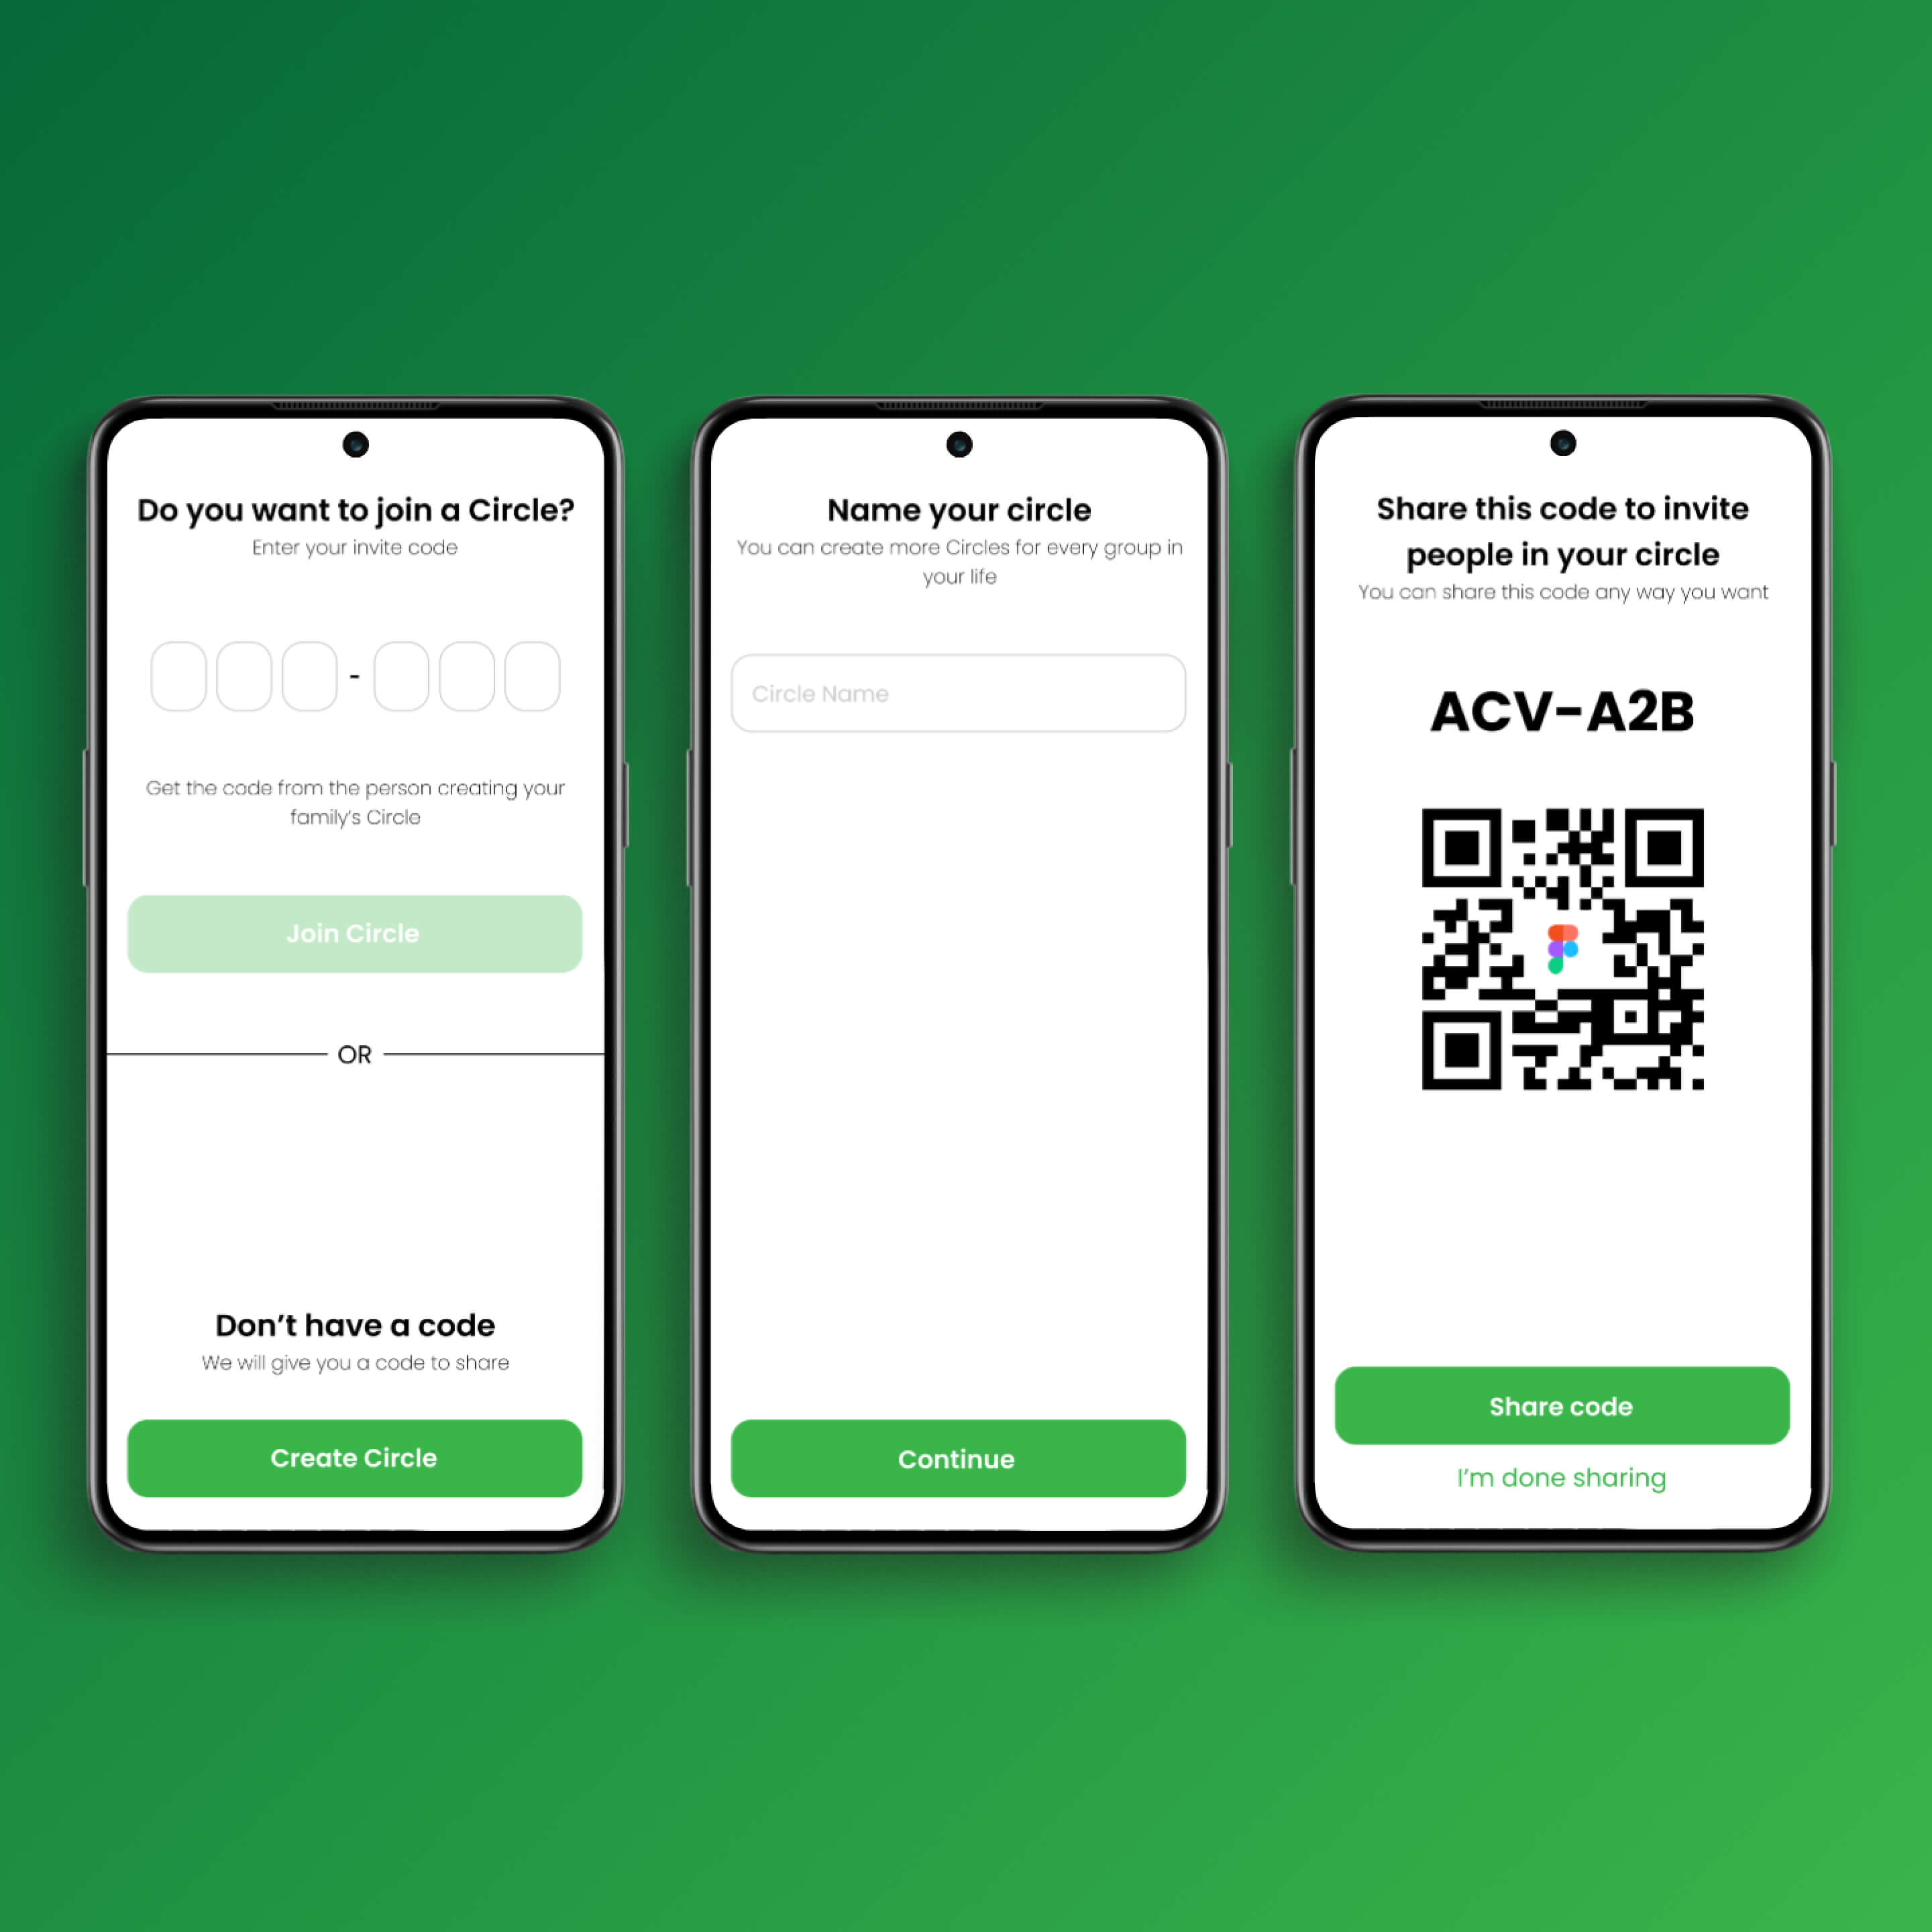 Do you want to join a Circle?
Enter your invite code
-
Get the code from the person creating your
family's Circle
Join Circle
OR
Don't have a code
We will give you a code to share
Create Circle
Name your circle
You can create more Circles for every group in
your life
Circle Name
Continue
Share this code to invite
people in your circle
You can share this code any way you want
ACV-A2B
Share code
I'm done sharing